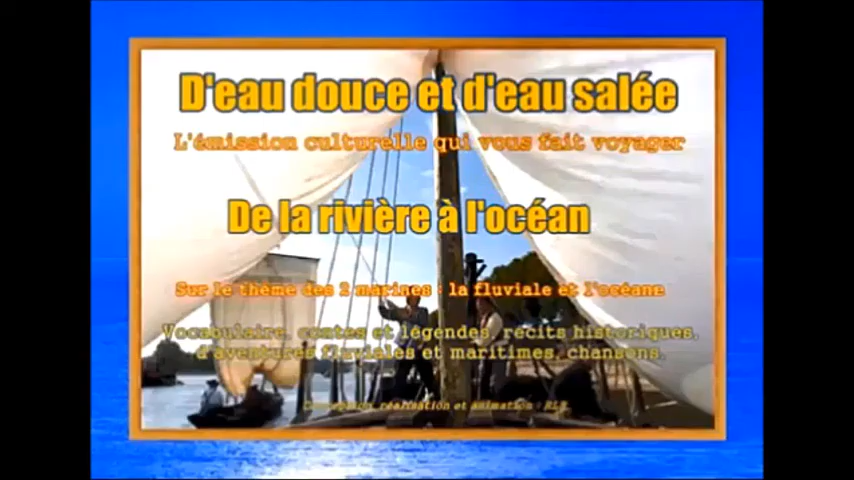 D'eau douce et d'eau salée
L'émission culturelle qui vous fait voyager
De la rivière à l'océan
Sur le thème des 2 marines : la fluviale et l'océane
Vocabulaire, contes et légendes, récits historiques,
d'aventures fluviales et maritimes, chansons.
Conception, réalisation et animation : RLB